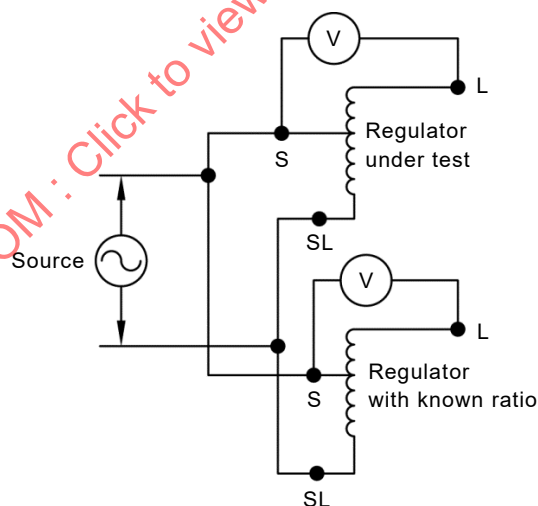 V
L
Regulator
under test
S
SL
OM : Click to view
Source
V
L
Regulator
with known ratio
S
SL